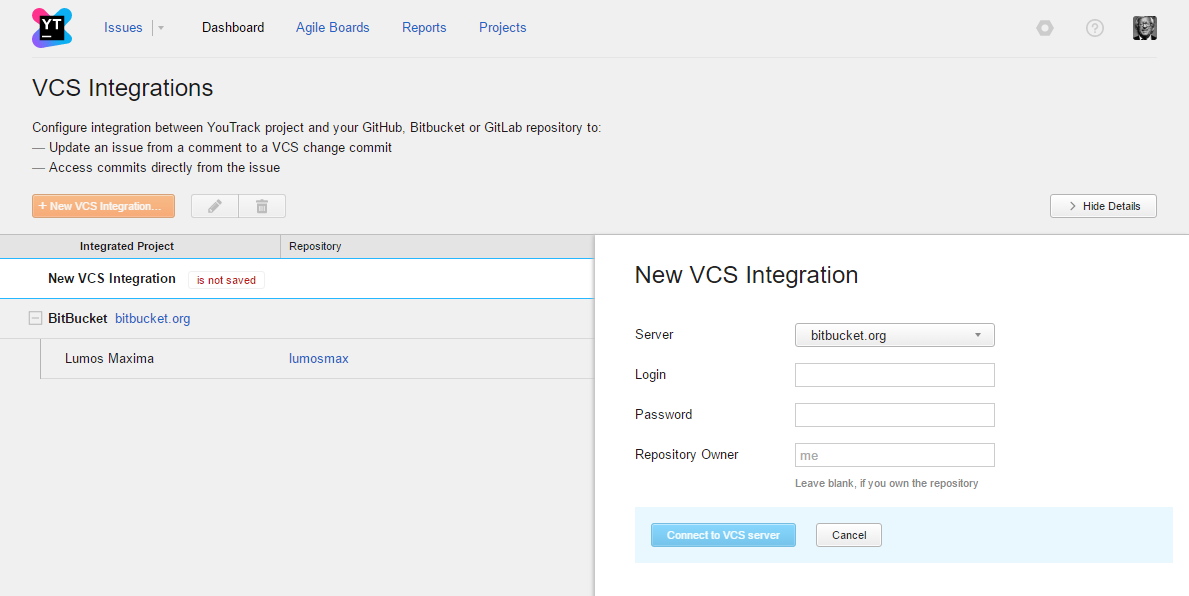 YT
Issues Dashboard Agile Boards Reports Projects
?
VCS Integrations
Configure integration between YouTrack project and your GitHub, Bitbucket or GitLab repository to:
— Update an issue from a comment to a VCS change commit
— Access commits directly from the issue
+ New VCS Integration...
Hide Details
Integrated Project Repository
New VCS Integration is not saved
BitBucket bitbucket.org
Lumos Maxima lumosmax
New VCS Integration
Server bitbucket.org
Login
Password
Repository Owner me
Leave blank, if you own the repository
Connect to VCS server Cancel